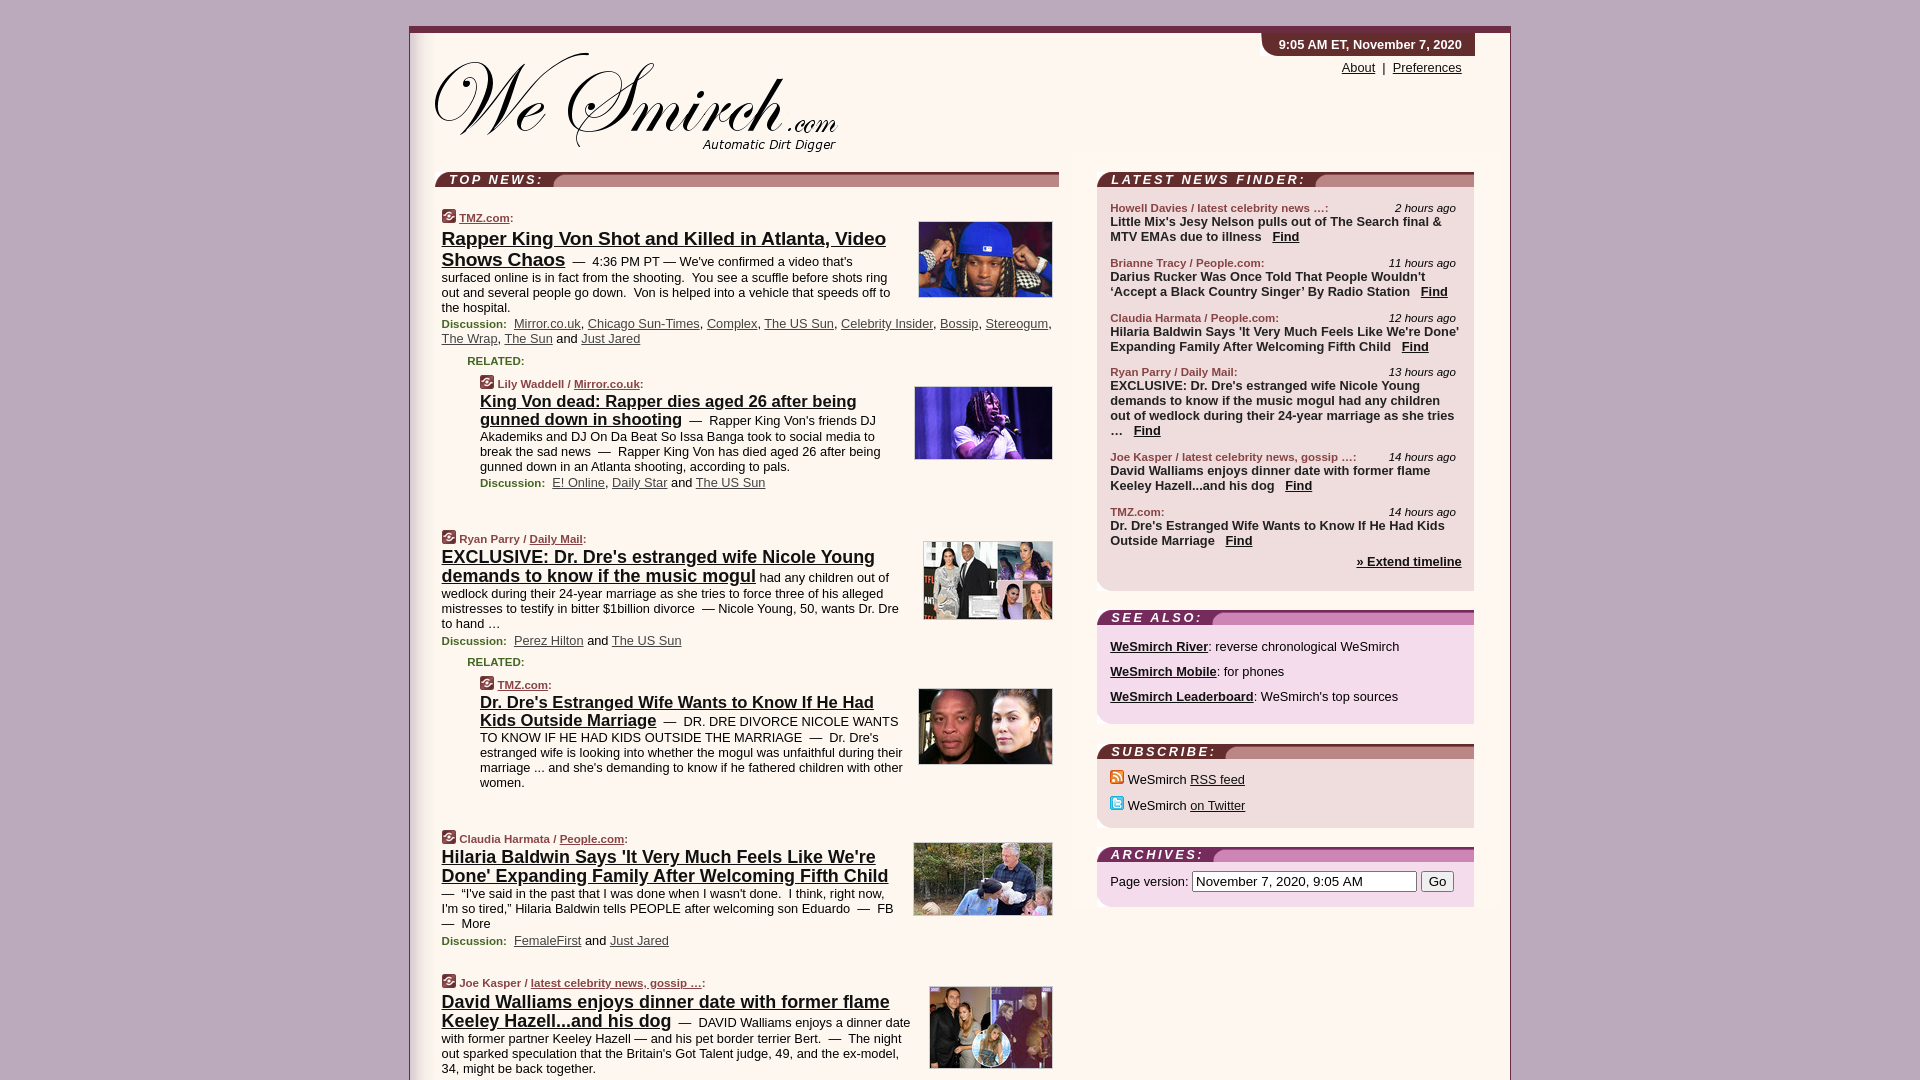 9:05 AM ET, November 7, 2020
About | Preferences
We Smirch .com
Automatic Dirt Digger
TOP NEWS:
TMZ.com:
Rapper King Von Shot and Killed in Atlanta, Video
Shows Chaos — 4:36 PM PT — We've confirmed a video that's
surfaced online is in fact from the shooting. You see a scuffle before shots ring
out and several people go down. Von is helped into a vehicle that speeds off to
the hospital.
Discussion: Mirror.co.uk, Chicago Sun-Times, Complex, The US Sun, Celebrity Insider, Bossip, Stereogum,
The Wrap, The Sun and Just Jared
RELATED:
Lily Waddell / Mirror.co.uk:
King Von dead: Rapper dies aged 26 after being
gunned down in shooting — Rapper King Von's friends DJ
Akademiks and DJ On Da Beat So Issa Banga took to social media to
break the sad news — Rapper King Von has died aged 26 after being
gunned down in an Atlanta shooting, according to pals.
Discussion: E! Online, Daily Star and The US Sun
Ryan Parry / Daily Mail:
EXCLUSIVE: Dr. Dre's estranged wife Nicole Young
demands to know if the music mogul had any children out of
wedlock during their 24-year marriage as she tries to force three of his alleged
mistresses to testify in bitter $1billion divorce — Nicole Young, 50, wants Dr. Dre
to hand …
Discussion: Perez Hilton and The US Sun
RELATED:
TMZ.com:
Dr. Dre's Estranged Wife Wants to Know If He Had
Kids Outside Marriage — DR. DRE DIVORCE NICOLE WANTS
TO KNOW IF HE HAD KIDS OUTSIDE THE MARRIAGE — Dr. Dre's
estranged wife is looking into whether the mogul was unfaithful during their
marriage ... and she's demanding to know if he fathered children with other
women.
Claudia Harmata / People.com:
Hilaria Baldwin Says 'It Very Much Feels Like We're
Done' Expanding Family After Welcoming Fifth Child
— “I've said in the past that I was done when I wasn't done. I think, right now,
I'm so tired,” Hilaria Baldwin tells PEOPLE after welcoming son Eduardo — FB
— More
Discussion: FemaleFirst and Just Jared
Joe Kasper / latest celebrity news, gossip …:
David Walliams enjoys dinner date with former flame
Keeley Hazell...and his dog — DAVID Walliams enjoys a dinner date
with former partner Keeley Hazell — and his pet border terrier Bert. — The night
out sparked speculation that the Britain's Got Talent judge, 49, and the ex-model,
34, might be back together.
LATEST NEWS FINDER:
Howell Davies / latest celebrity news …: 2 hours ago
Little Mix's Jesy Nelson pulls out of The Search final &
MTV EMAs due to illness Find
Brianne Tracy / People.com: 11 hours ago
Darius Rucker Was Once Told That People Wouldn't
‘Accept a Black Country Singer’ By Radio Station Find
Claudia Harmata / People.com: 12 hours ago
Hilaria Baldwin Says 'It Very Much Feels Like We're Done'
Expanding Family After Welcoming Fifth Child Find
Ryan Parry / Daily Mail: 13 hours ago
EXCLUSIVE: Dr. Dre's estranged wife Nicole Young
demands to know if the music mogul had any children
out of wedlock during their 24-year marriage as she tries
… Find
Joe Kasper / latest celebrity news, gossip …: 14 hours ago
David Walliams enjoys dinner date with former flame
Keeley Hazell...and his dog Find
TMZ.com: 14 hours ago
Dr. Dre's Estranged Wife Wants to Know If He Had Kids
Outside Marriage Find
» Extend timeline
SEE ALSO:
WeSmirch River: reverse chronological WeSmirch
WeSmirch Mobile: for phones
WeSmirch Leaderboard: WeSmirch's top sources
SUBSCRIBE:
WeSmirch RSS feed
WeSmirch on Twitter
ARCHIVES:
Page version: November 7, 2020, 9:05 AM Go